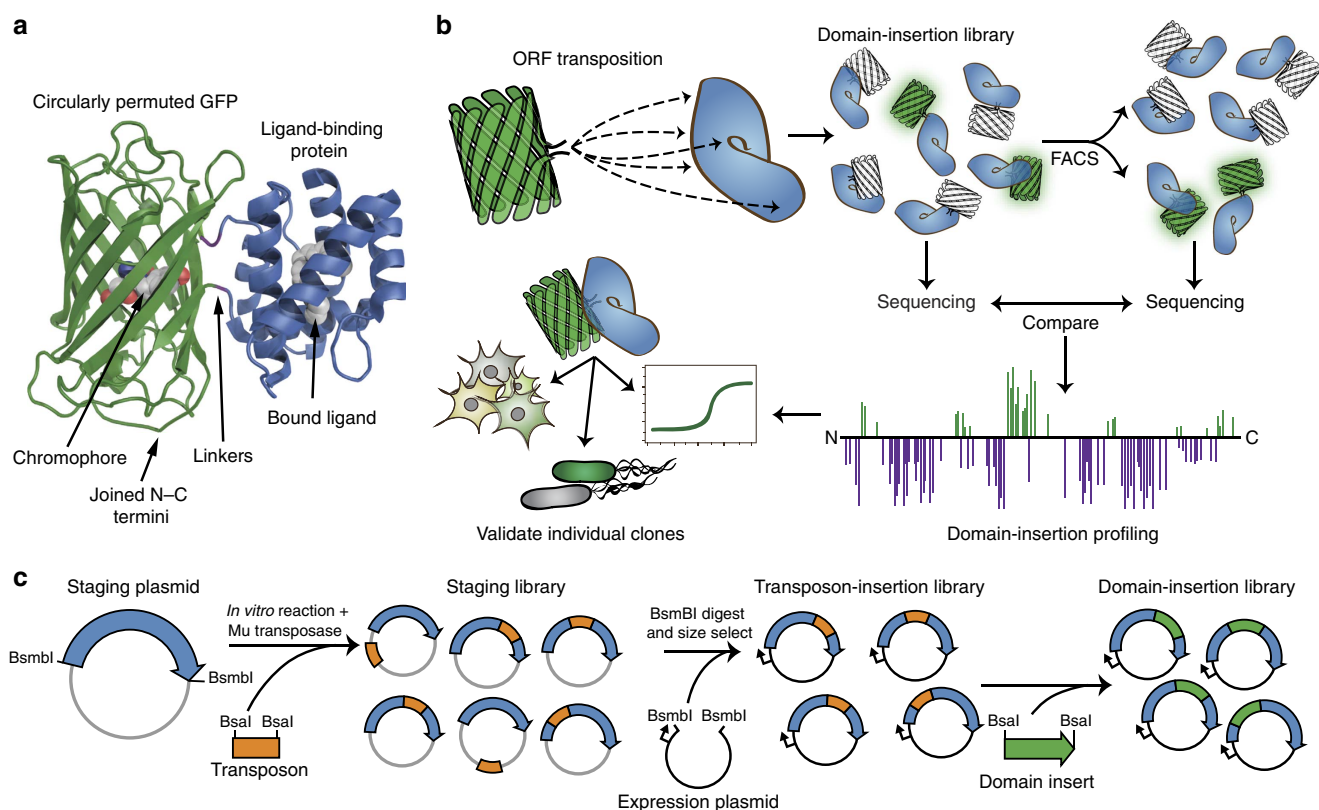 a
Circularly permuted GFP
Ligand-binding
protein
Bound ligand
Chromophore
Linkers
Joined N–C
termini
b
ORF transposition
Domain-insertion library
FACS
Sequencing
Sequencing
Compare
N
C
Domain-insertion profiling
Validate individual clones
c
Staging plasmid
BsmbI
BsmbI
In vitro reaction +
Mu transposase
BsaI BsaI
Transposon
Staging library
BsmBI digest
and size select
BsmbI BsmbI
Expression plasmid
Transposon-insertion library
BsaI BsaI
Domain insert
Domain-insertion library